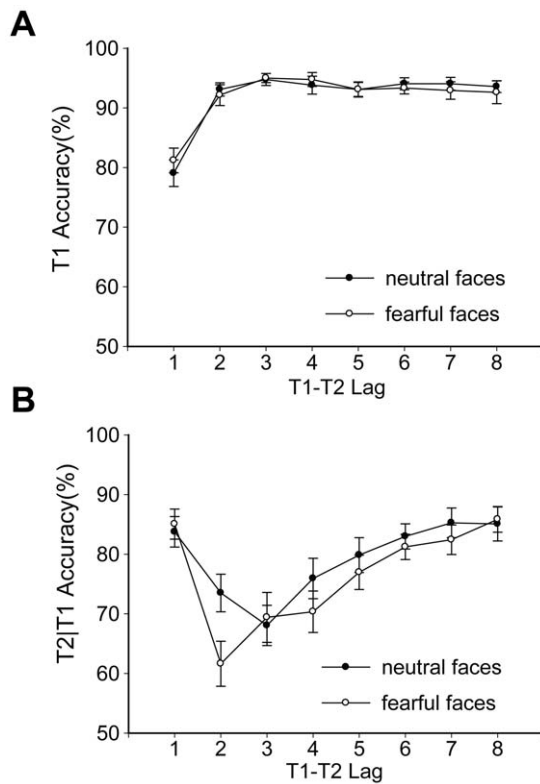 A
100
90
80
70
60
50
T1 Accuracy(%)
neutral faces
fearful faces
1 2 3 4 5 6 7 8
T1-T2 Lag
B
100
90
80
70
60
50
T2|T1 Accuracy(%)
neutral faces
fearful faces
1 2 3 4 5 6 7 8
T1-T2 Lag